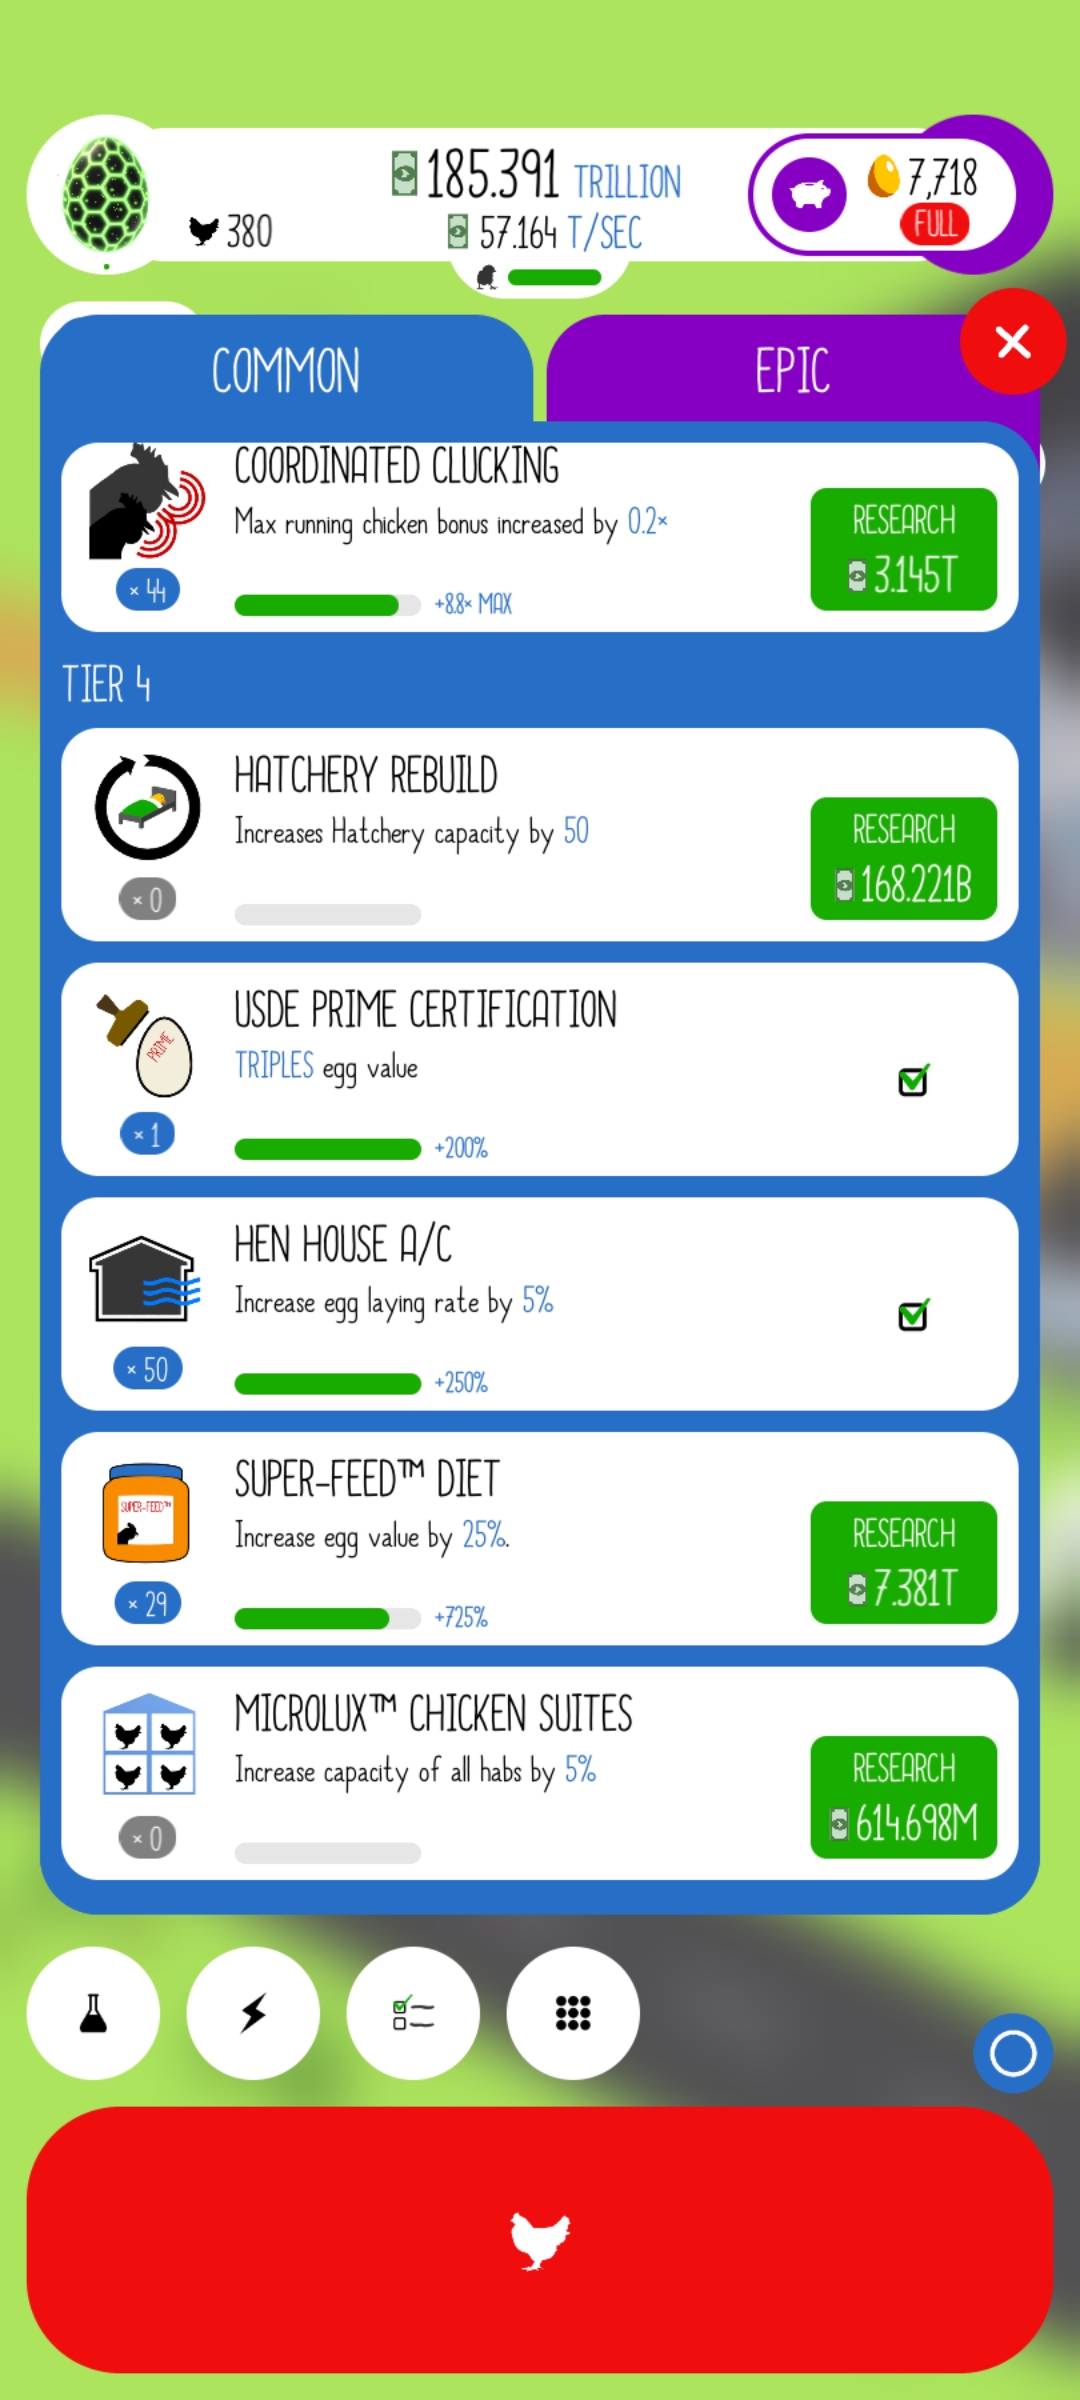 185.391 TRILLION
380
57.164 T/SEC
7,718
FULL
COMMON
EPIC
COORDINATED CLUCKING
Max running chicken bonus increased by 0.2×
× 44
+8.8× MAX
RESEARCH
3.145T
TIER 4
HATCHERY REBUILD
Increases Hatchery capacity by 50
× 0
RESEARCH
168.221B
USDE PRIME CERTIFICATION
TRIPLES egg value
PRIME
× 1
+200%
HEN HOUSE A/C
Increase egg laying rate by 5%
× 50
+250%
SUPER-FEED™ DIET
Increase egg value by 25%.
SUPER-FEED™
× 29
+725%
RESEARCH
7.381T
MICROLUX™ CHICKEN SUITES
Increase capacity of all habs by 5%
× 0
RESEARCH
614.698M